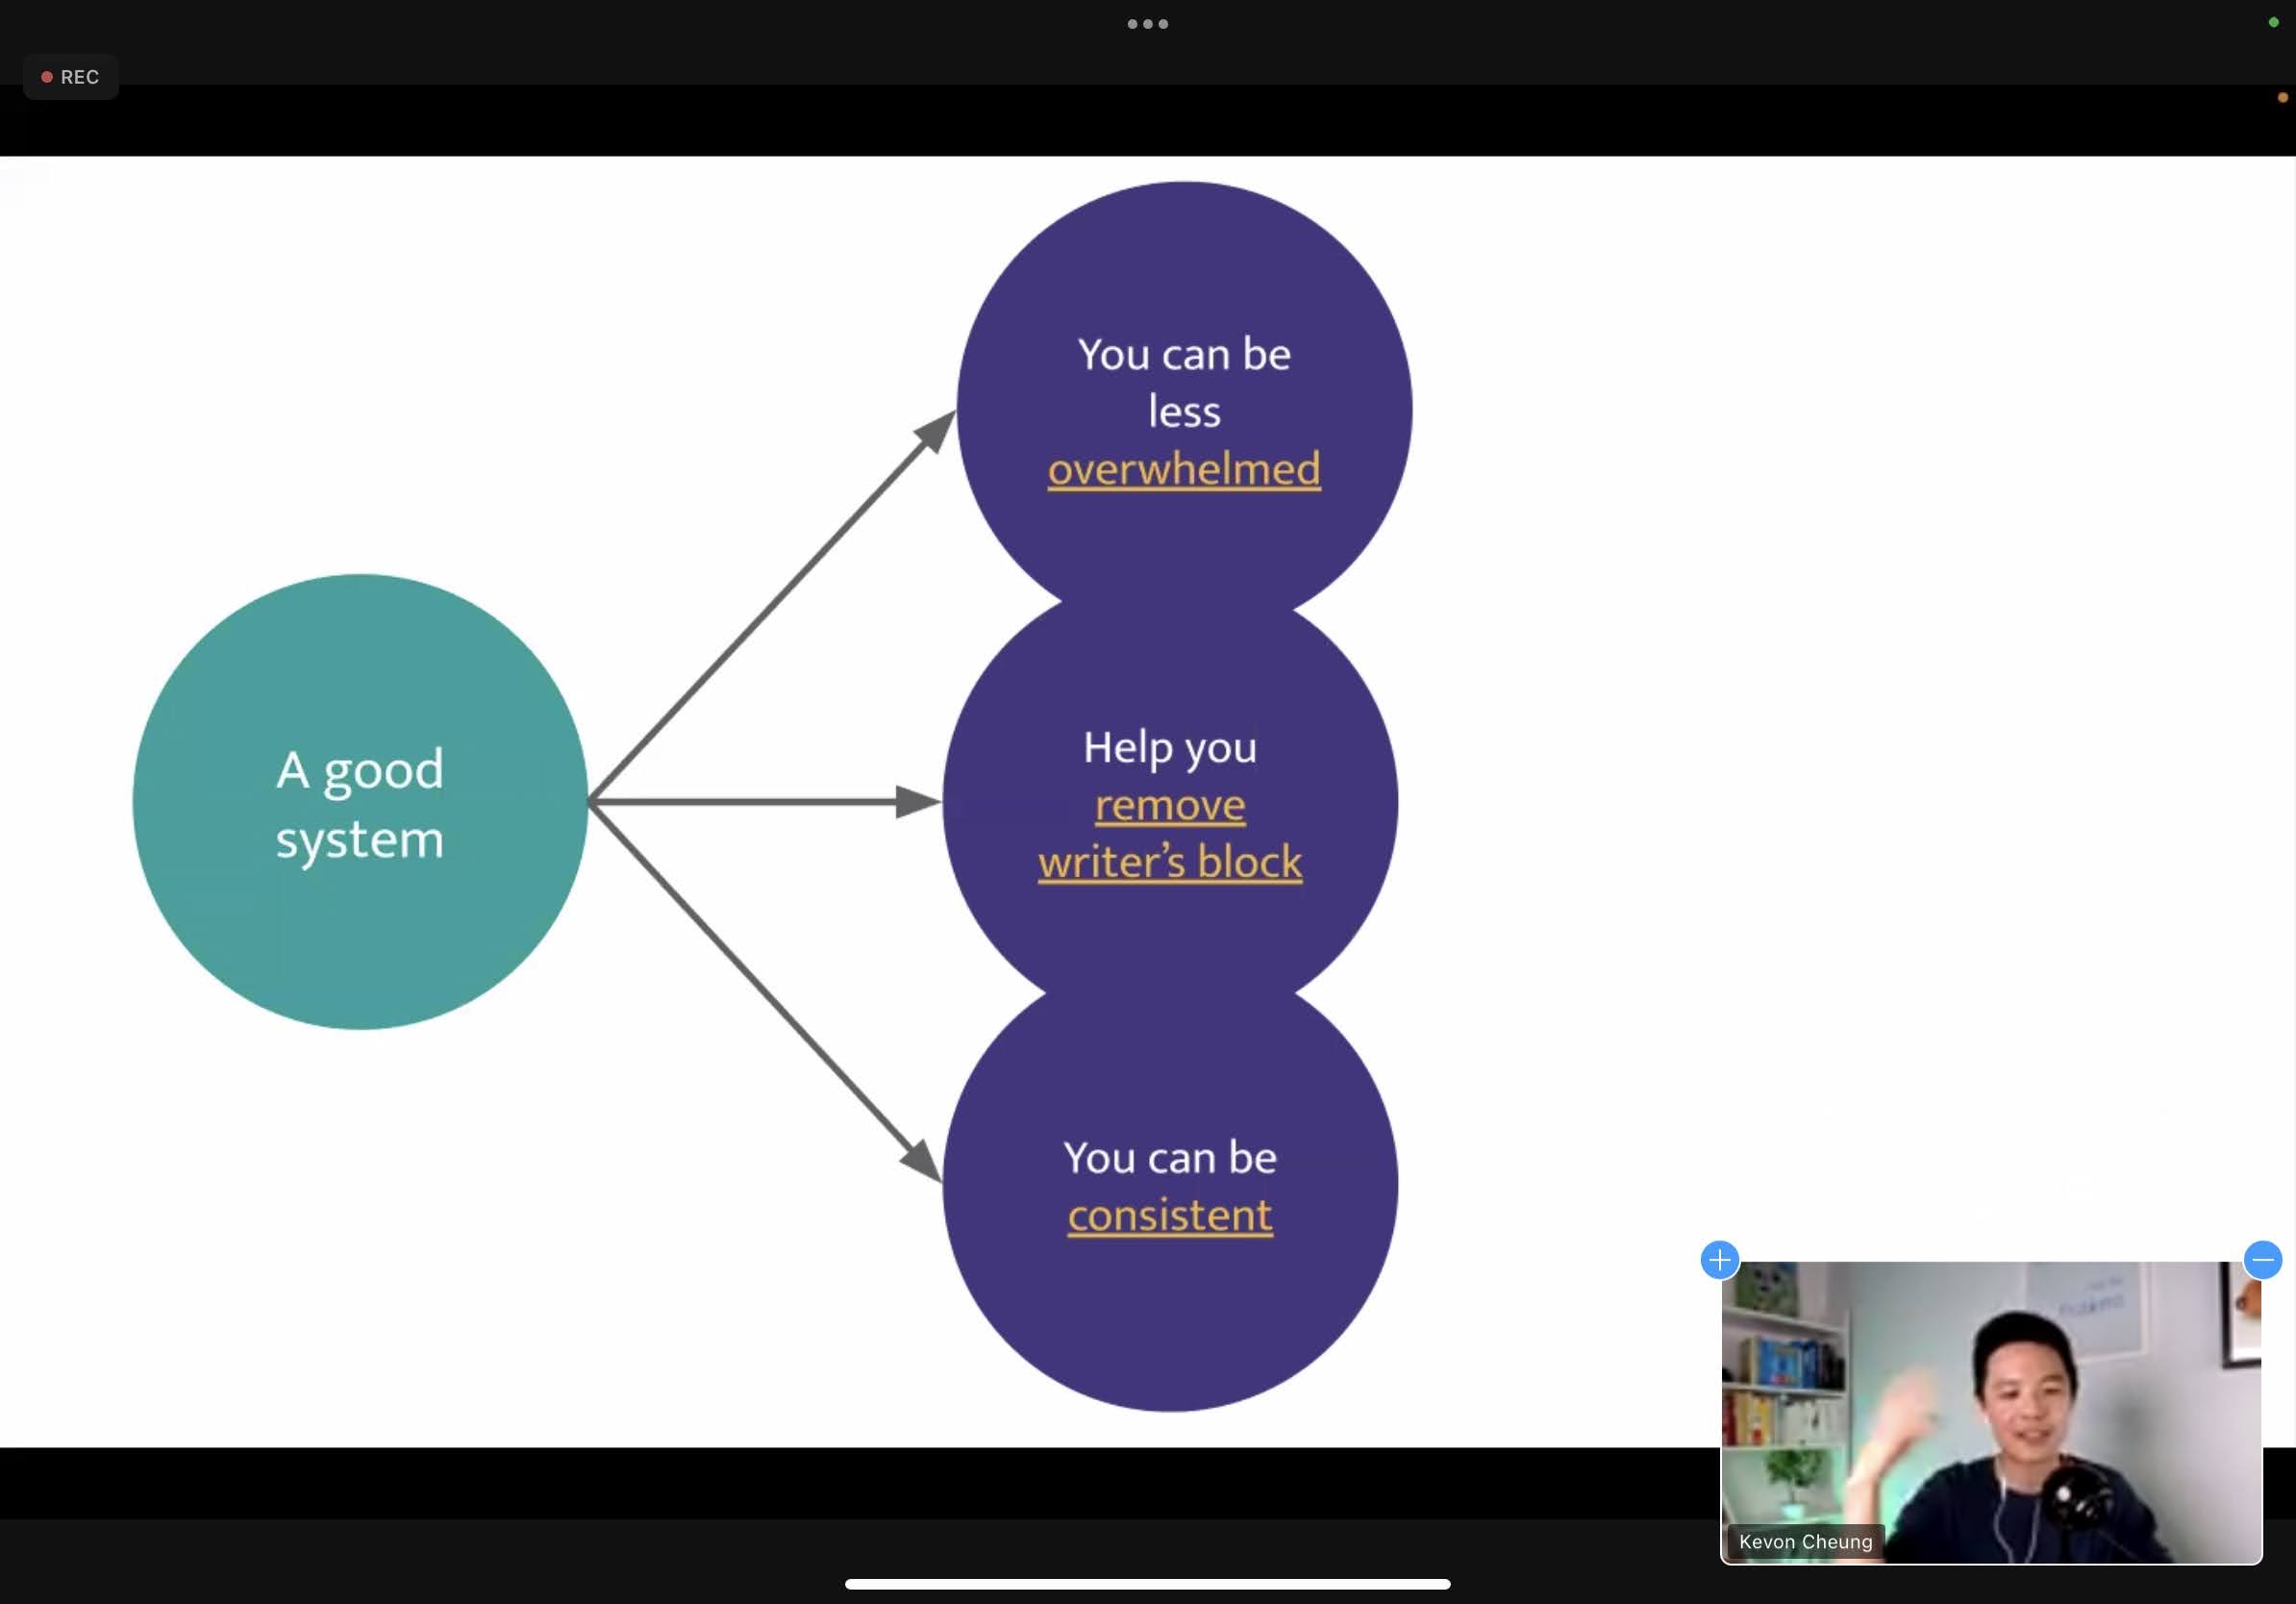 REC
A good
system
You can be
less
overwhelmed
Help you
remove
writer’s block
You can be
consistent
Kevon Cheung